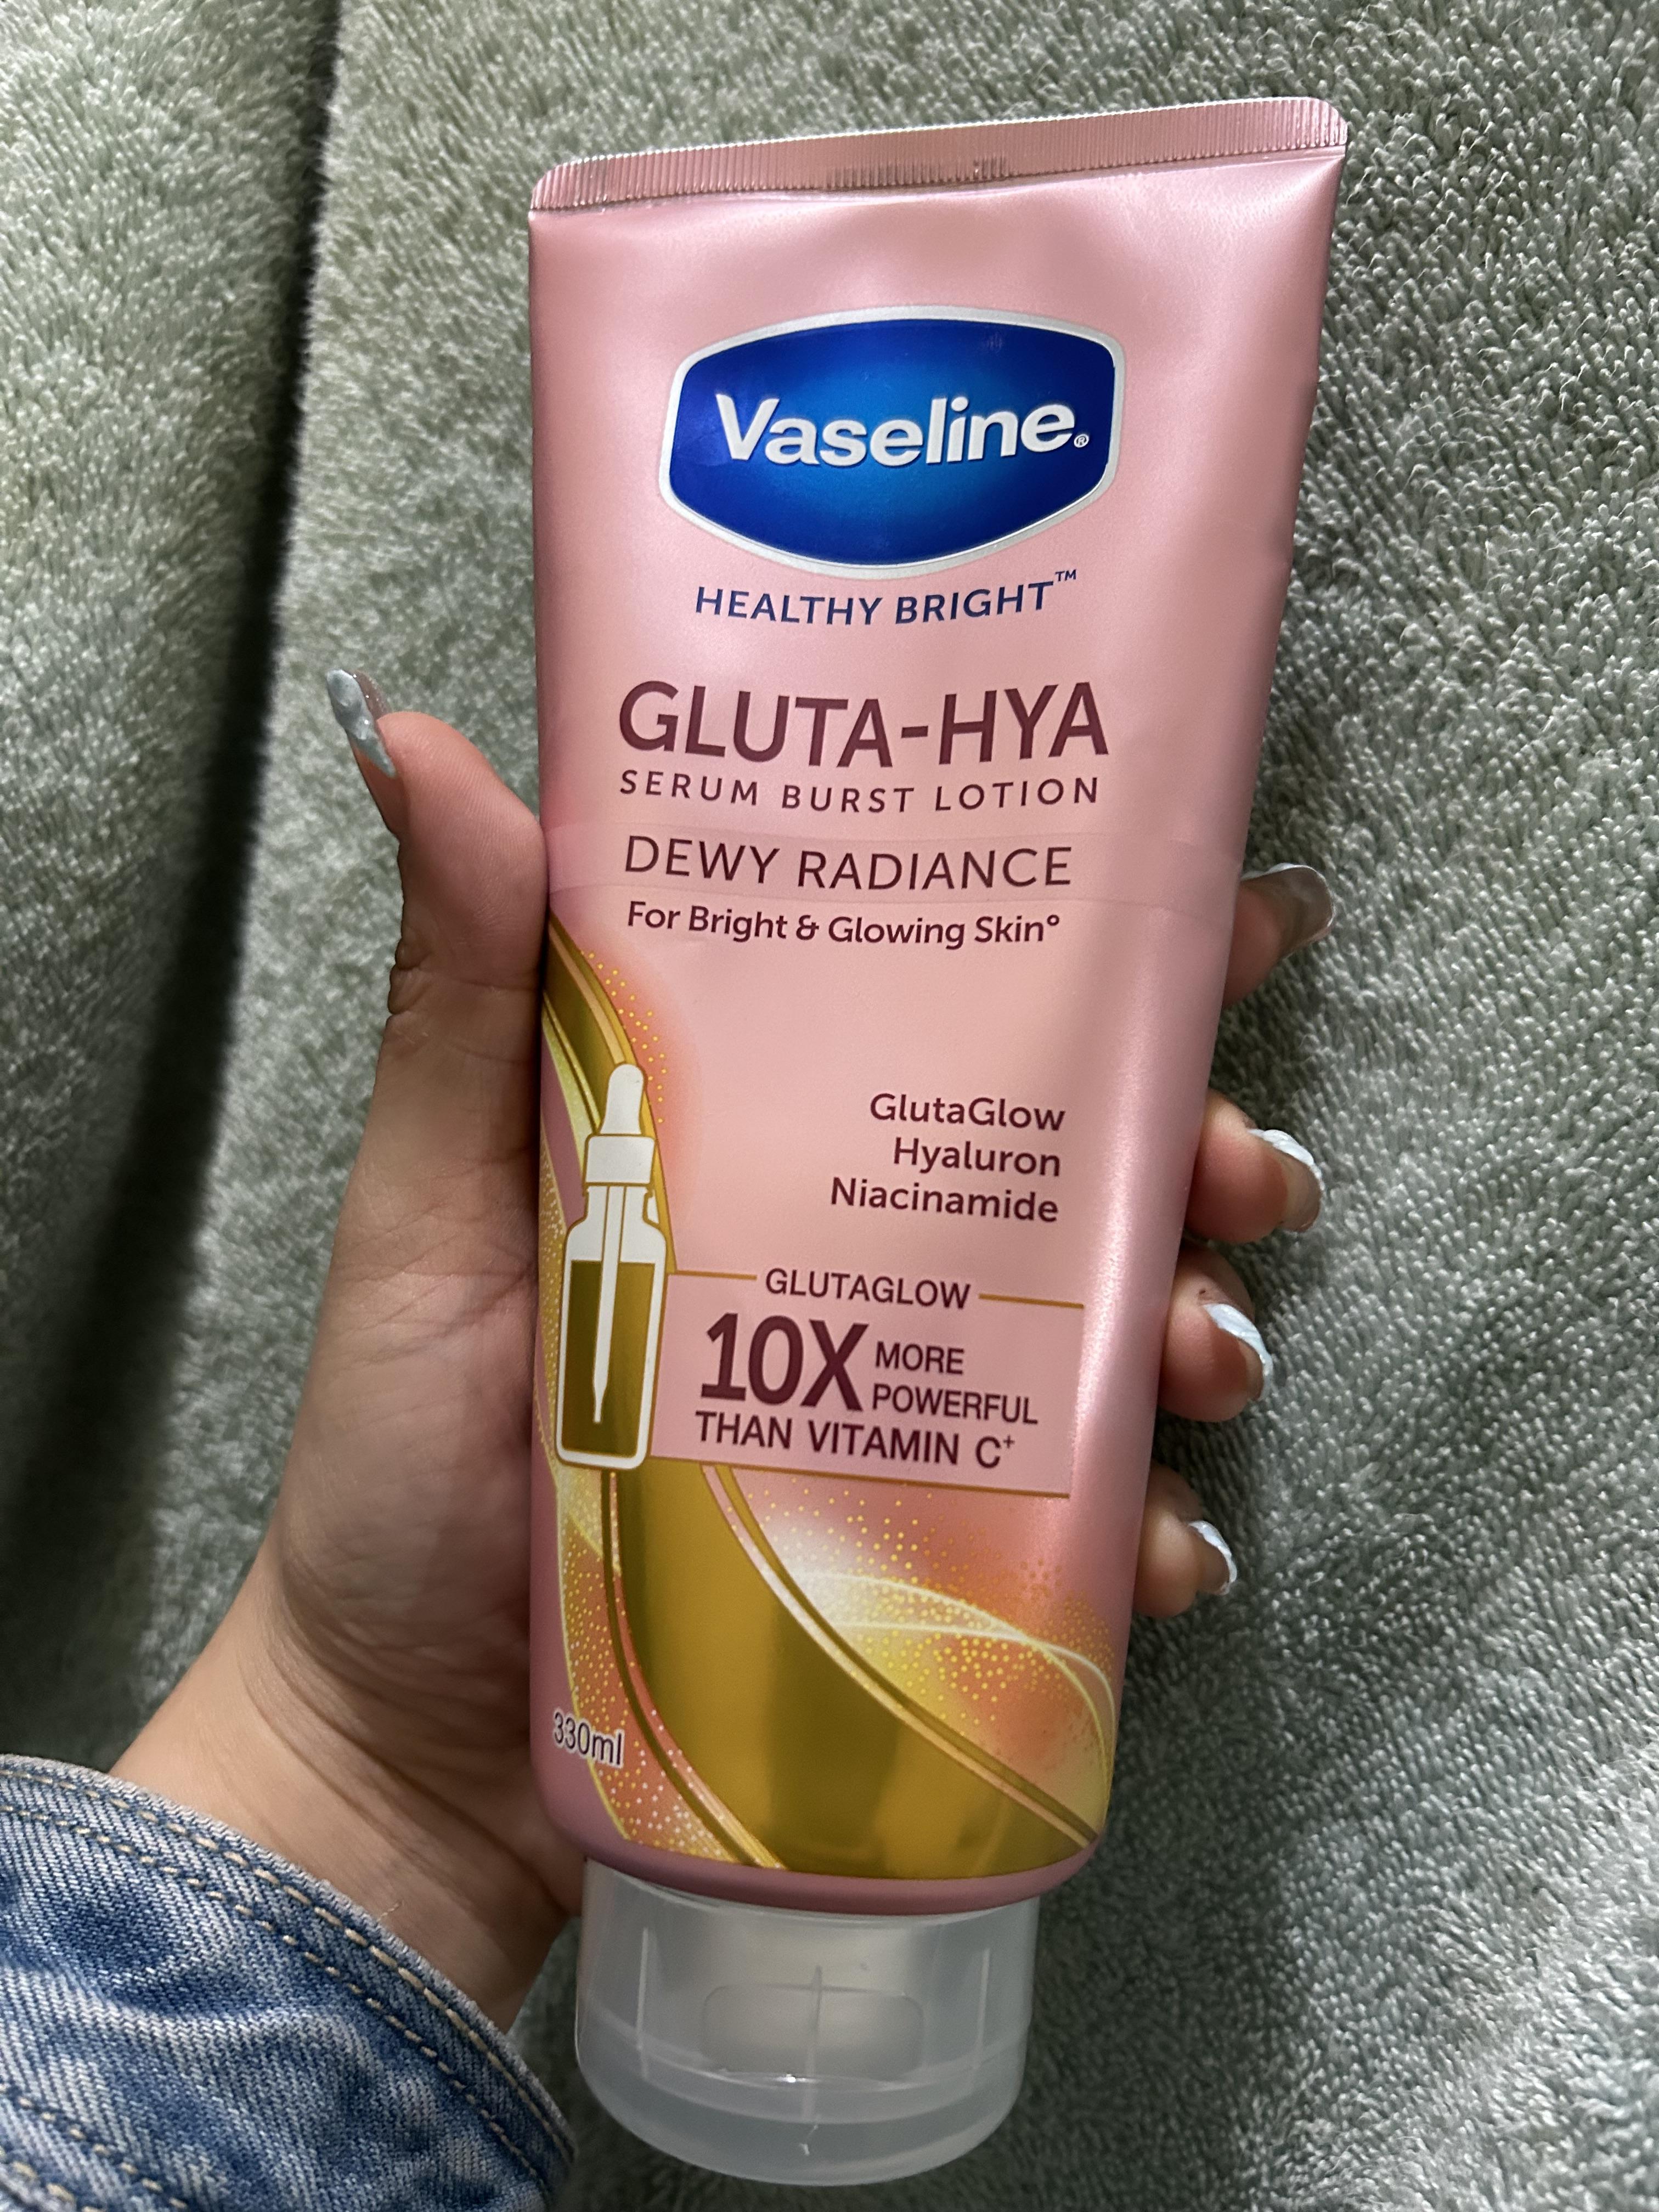 Vaseline®
HEALTHY BRIGHT™
GLUTA-HYA
SERUM BURST LOTION
DEWY RADIANCE
For Bright & Glowing Skin°
GlutaGlow
Hyaluron
Niacinamide
GLUTAGLOW
10X MORE
POWERFUL
THAN VITAMIN C⁺
330ml